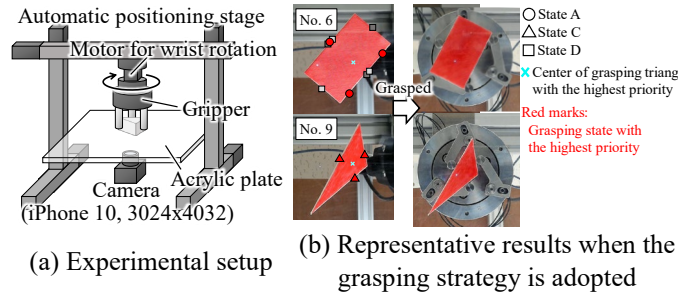 Automatic positioning stage
Motor for wrist rotation
Gripper
Acrylic plate
Camera
(iPhone 10, 3024x4032)
(a) Experimental setup
No. 6
Grasped
No. 9
State A
State C
State D
Center of grasping triang
with the highest priority
Red marks:
Grasping state with
the highest priority
(b) Representative results when the
grasping strategy is adopted